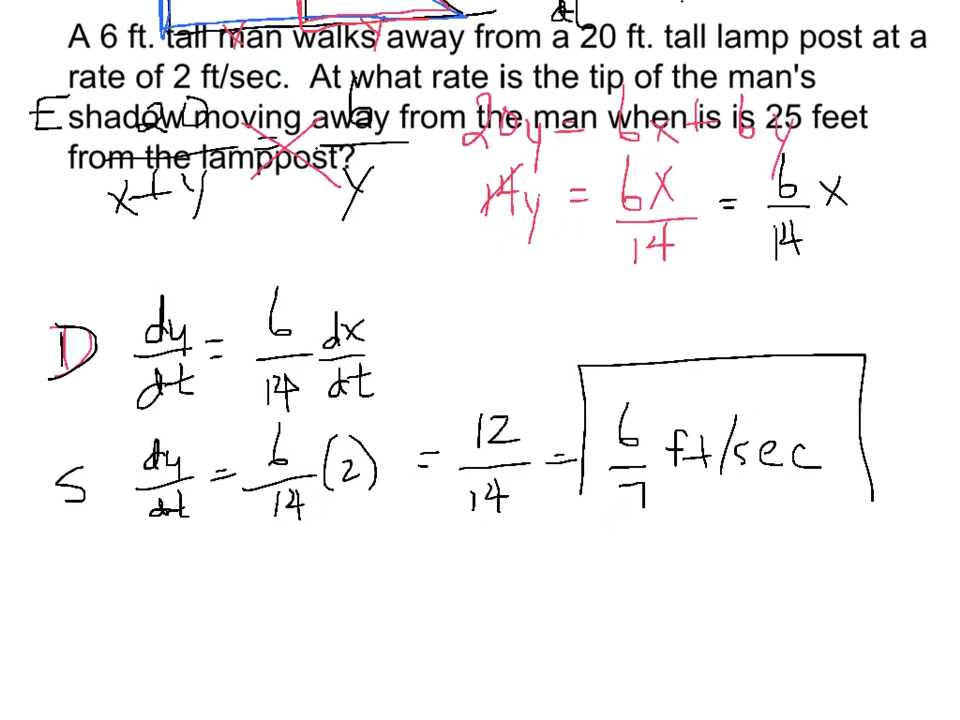 dt
A 6 ft. tall man walks away from a 20 ft. tall lamp post at a
x y
rate of 2 ft/sec. At what rate is the tip of the man's
shadow moving away from the man when is is 25 feet
from the lamppost?
E 20/(x+y) = 6/y
20y = 6x + 6y
14y = 6x/14 = 6/14 x
D dy/dt = 6/14 dx/dt
S dy/dt = 6/14 (2) = 12/14 = 6/7 ft/sec